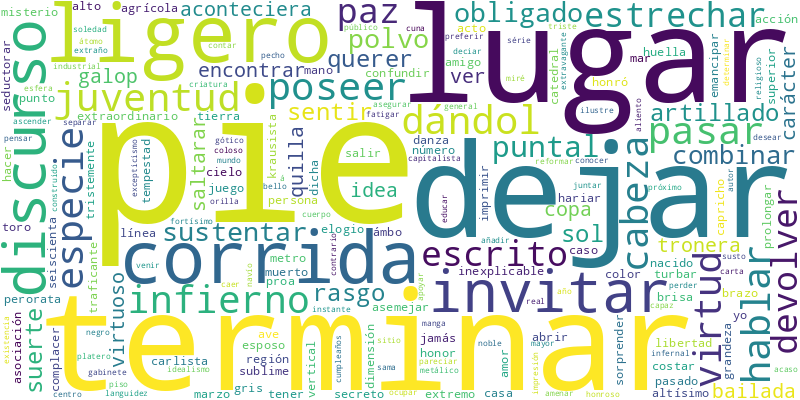 misterio
alto
agrícola
aconteciera
paz
obligado
estrechar
soledad
átomo
extraño
cuna
público
contar
pecho
industrial
ligero
polvo
querer
encontrar
mano
preferir
acto
deciar
miré
série
triste
extravagante
catedral
huella
acción
seductorar
punto
galop
juventud
poseer
confundir
amigo
ver
mar
emancipar
honró
determinar
religioso
superior
carácter
lugar
discurso
esfera
ascender
separar
criatura
extraordinario
tierra
sentir
asegurar
general
fatigar
dándol
ilustre
aliento
artillado
pensar
hacer
gótico
coloso
mundo
krausista
quilla
salir
capitalista
danza
número
puntal
reformar
conocer
desear
pasar
pie
especie
tristemente
construido
excepticismo
tempestad
saltarar
cielo
juego
orilla
bello
persona
dicha
idea
educar
imprimir
juntar
próximo
autor
combinar
cabeza
capricho
prolongar
toro
seiscienta
línea
à
fortísimo
cuerpo
elogio
contrario
ámbo
dejar
hariar
copa
sol
añadir
tronera
devolver
traficante
sustentar
corrida
venir
metro
muerto
proa
caer
navío
escrito
inexplicable
caso
nacido
turbar
susto
carta
perorata
virtuoso
infierno
rasgo
instante
asemejar
apoyar
invitar
real
año
color
perder
brisa
capaz
brazo
virtud
hablar
yo
suerte
asociación
existencia
complacer
negro
platero
terminar
ave
esposo
carlista
región
sublime
dimensión
sitio
manga
jamás
pareciar
honor
metálico
noble
abrir
mayor
amor
impresión
sorprender
libertad
infernal
costar
grandeza
acaso
centro
gabinete
piso
languidez
idealismo
marzo
gris
tener
vertical
cumpleaños
secreto
sama
ocupar
extremo
casa
amenar
honroso
pasado
altísimo
bailada